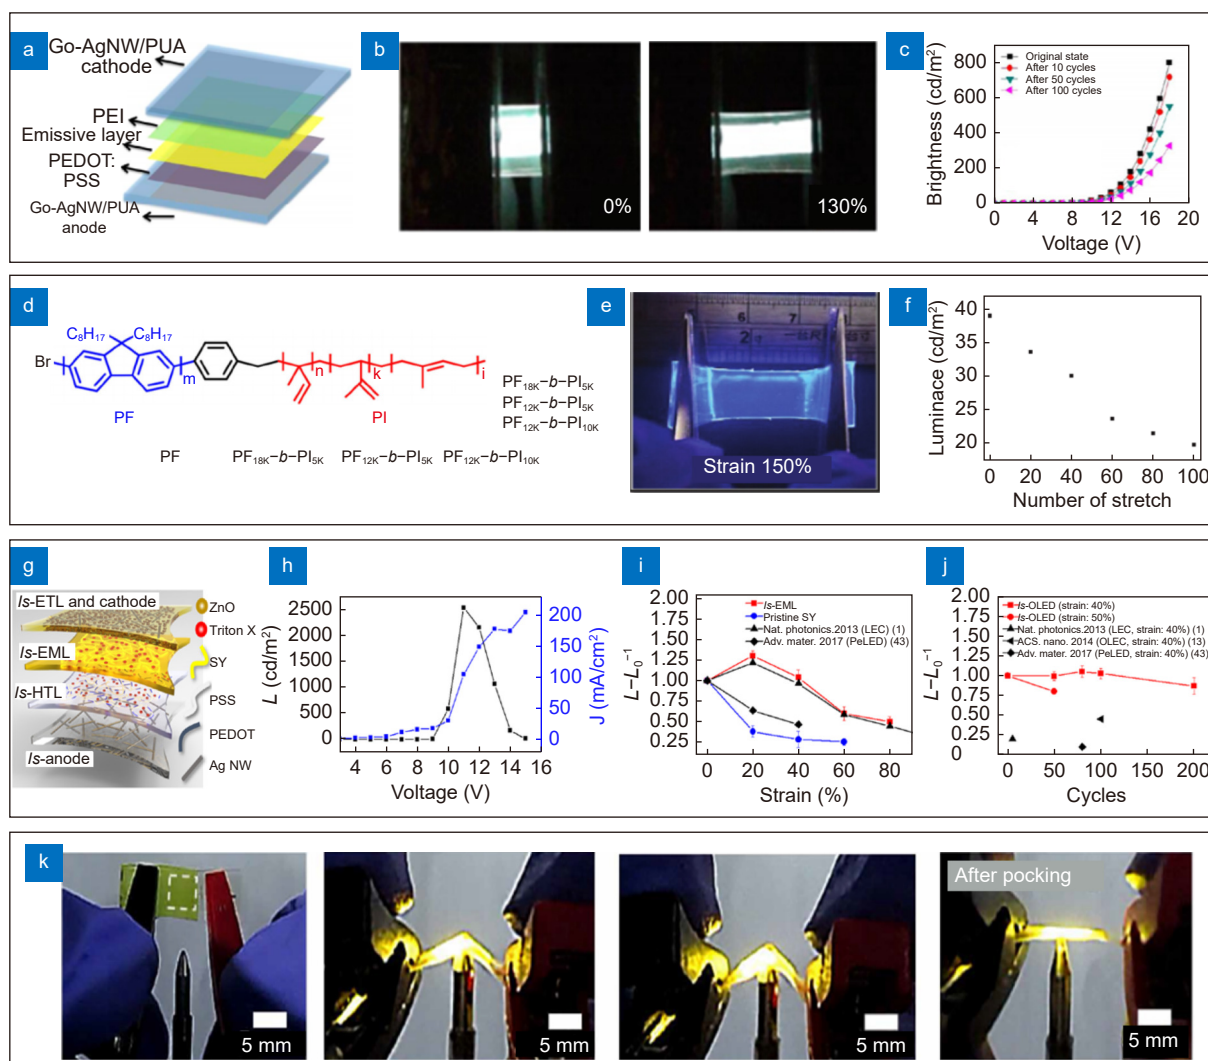 a
Go-AgNW/PUA
cathode
PEI
Emissive layer
PEDOT:
PSS
Go-AgNW/PUA
anode
b
0%
130%
c
Brightness (cd/m²)
800
600
400
200
0
Original state
After 10 cycles
After 50 cycles
After 100 cycles
0 4 8 12 16 20
Voltage (V)
d
C₈H₁₇ C₈H₁₇
Br
m
n
k
i
PF
PI
PF₁₈K−b−PI₅K
PF₁₂K−b−PI₅K
PF₁₂K−b−PI₁₀K
PF PF₁₈K−b−PI₅K PF₁₂K−b−PI₅K PF₁₂K−b−PI₁₀K
e
6 7
Strain 150%
f
Luminace (cd/m²)
40
35
30
25
20
0 20 40 60 80 100
Number of stretch
g
Is-ETL and cathode
Is-EML
Is-HTL
Is-anode
ZnO
Triton X
SY
PSS
PEDOT
Ag NW
h
L (cd/m²)
2500
2000
1500
1000
500
0
4 6 8 10 12 14 16
Voltage (V)
200
150
100
50
0
J (mA/cm²)
i
L−L₀⁻¹
2.00
1.75
1.50
1.25
1.00
0.75
0.50
0.25
Is-EML
Pristine SY
Nat. photonics.2013 (LEC) (1)
Adv. mater. 2017 (PeLED) (43)
0 20 40 60 80
Strain (%)
j
L−L₀⁻¹
2.00
1.75
1.50
1.25
1.00
0.75
0.50
0.25
0
Is-OLED (strain: 40%)
Is-OLED (strain: 50%)
Nat. photonics.2013 (LEC, strain: 40%) (1)
ACS. nano. 2014 (OLEC, strain: 40%) (13)
Adv. mater. 2017 (PeLED, strain: 40%) (43)
0 50 100 200
Cycles
k
5 mm
5 mm
5 mm
After pocking
5 mm